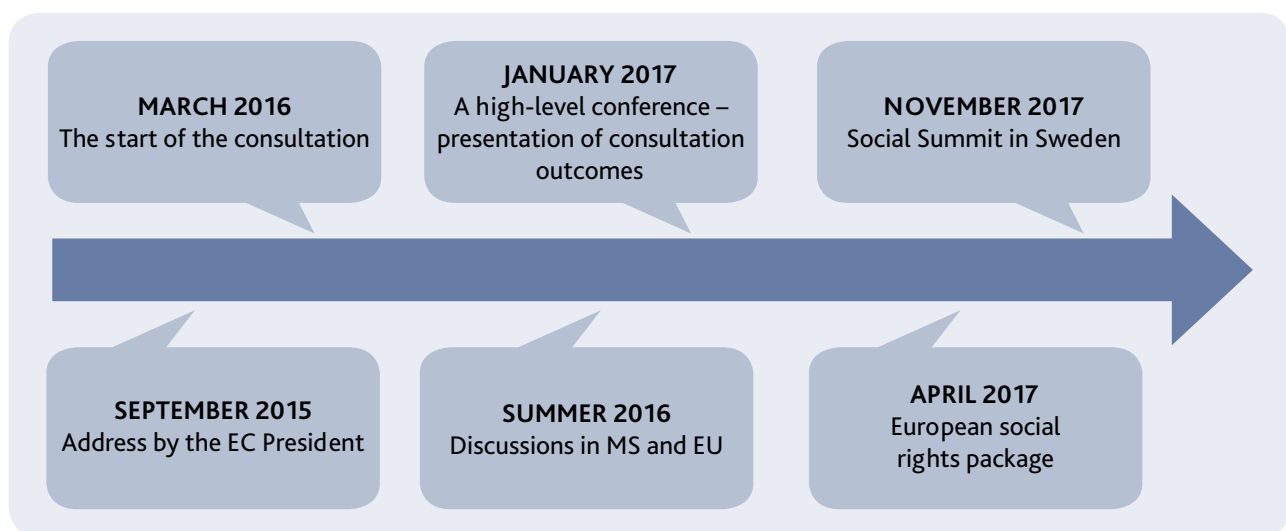 MARCH 2016
The start of the consultation
JANUARY 2017
A high-level conference –
presentation of consultation
outcomes
NOVEMBER 2017
Social Summit in Sweden
SEPTEMBER 2015
Address by the EC President
SUMMER 2016
Discussions in MS and EU
APRIL 2017
European social
rights package